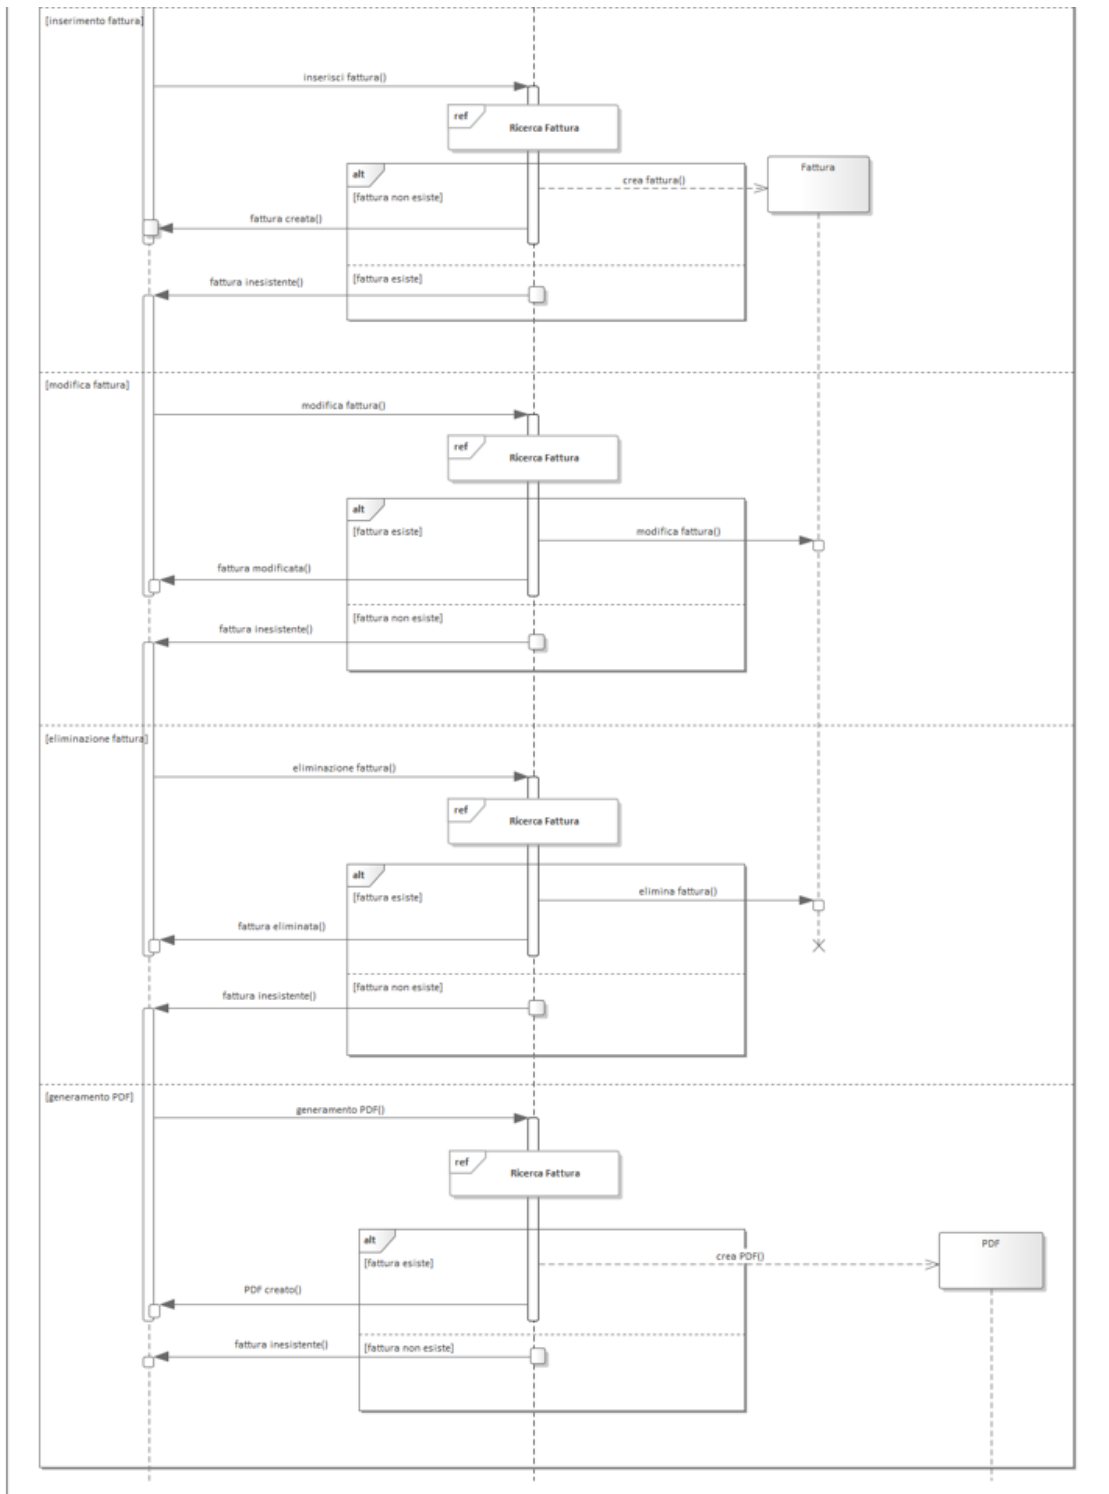 [inserimento fattura]
inserisci fattura()
ref
Ricerca Fattura
alt
[fattura non esiste]
crea fattura()
Fattura
fattura creata()
[fattura esiste]
fattura inesistente()
[modifica fattura]
modifica fattura()
ref
Ricerca Fattura
alt
[fattura esiste]
modifica fattura()
fattura modificata()
[fattura non esiste]
fattura inesistente()
[eliminazione fattura]
eliminazione fattura()
ref
Ricerca Fattura
alt
[fattura esiste]
elimina fattura()
fattura eliminata()
[fattura non esiste]
fattura inesistente()
[generamento PDF]
generamento PDF()
ref
Ricerca Fattura
alt
[fattura esiste]
crea PDF()
PDF
PDF creato()
fattura inesistente()
[fattura non esiste]